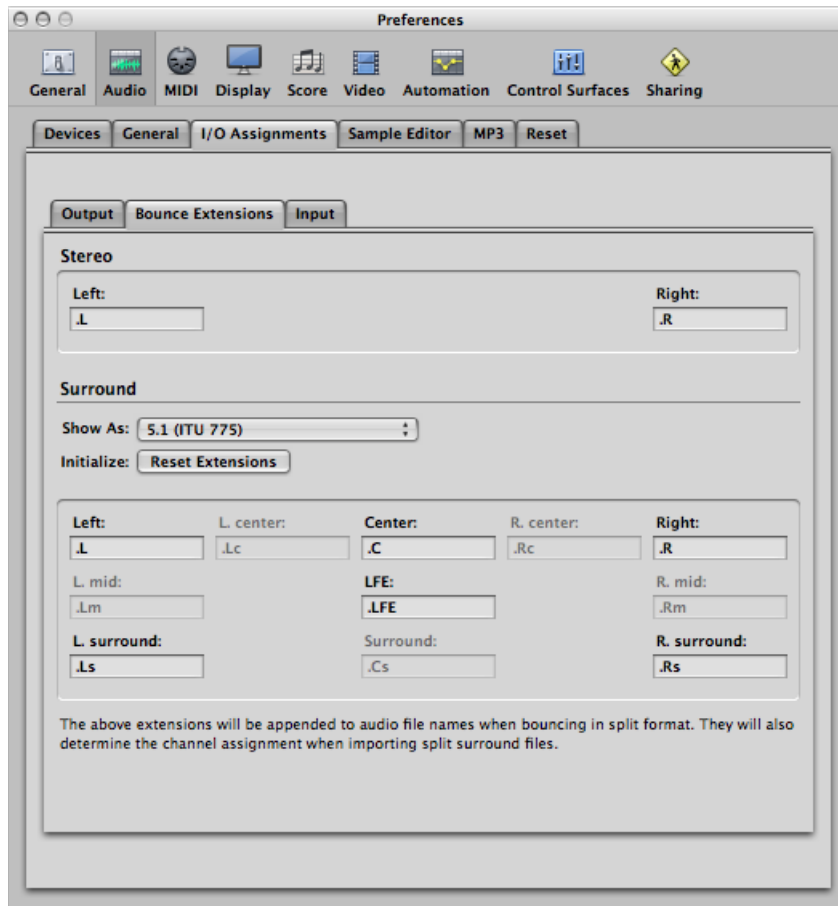 Preferences
General Audio MIDI Display Score Video Automation Control Surfaces Sharing
Devices General I/O Assignments Sample Editor MP3 Reset
Output Bounce Extensions Input
Stereo
Left: Right:
.L .R
Surround
Show As: 5.1 (ITU 775)
Initialize: Reset Extensions
Left: L. center: Center: R. center: Right:
.L .Lc .C .Rc .R
L. mid: LFE: R. mid:
.Lm .LFE .Rm
L. surround: Surround: R. surround:
.Ls .Cs .Rs
The above extensions will be appended to audio file names when bouncing in split format. They will also
determine the channel assignment when importing split surround files.